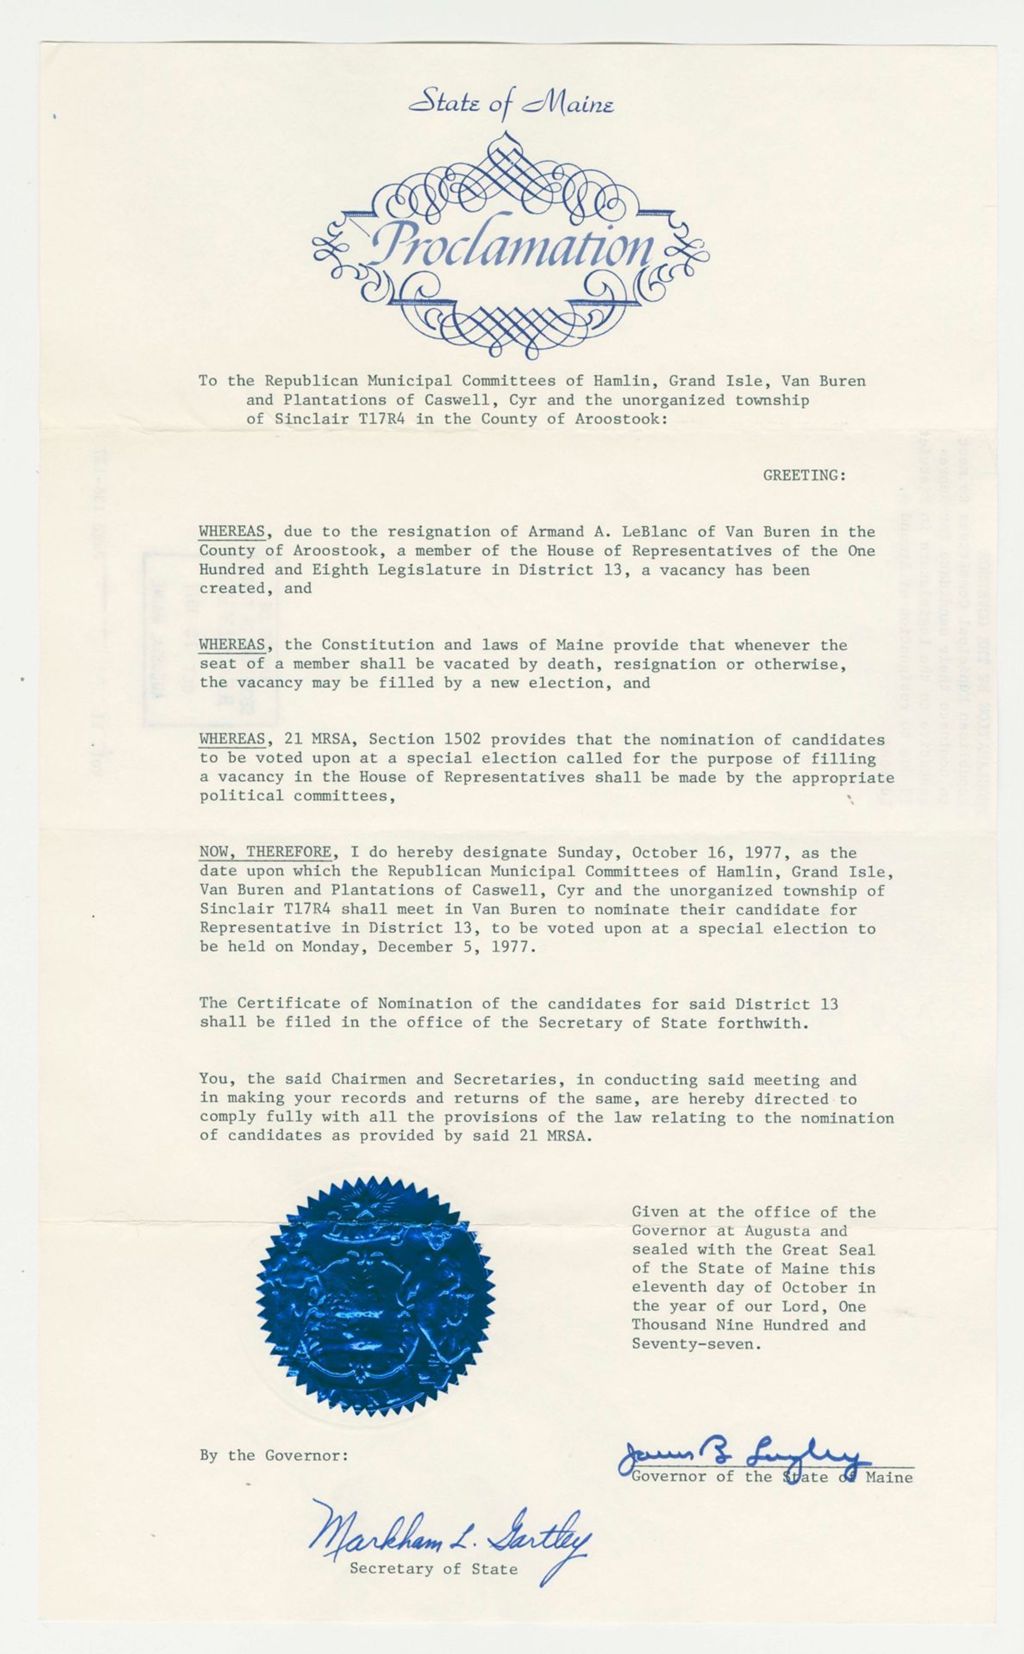 State of Maine
Proclamation
To the Republican Municipal Committees of Hamlin, Grand Isle, Van Buren
and Plantations of Caswell, Cyr and the unorganized township
of Sinclair T17R4 in the County of Aroostook:
GREETING:
WHEREAS, due to the resignation of Armand A. LeBlanc of Van Buren in the
County of Aroostook, a member of the House of Representatives of the One
Hundred and Eighth Legislature in District 13, a vacancy has been
created, and
WHEREAS, the Constitution and laws of Maine provide that whenever the
seat of a member shall be vacated by death, resignation or otherwise,
the vacancy may be filled by a new election, and
WHEREAS, 21 MRSA, Section 1502 provides that the nomination of candidates
to be voted upon at a special election called for the purpose of filling
a vacancy in the House of Representatives shall be made by the appropriate
political committees,
NOW, THEREFORE, I do hereby designate Sunday, October 16, 1977, as the
date upon which the Republican Municipal Committees of Hamlin, Grand Isle,
Van Buren and Plantations of Caswell, Cyr and the unorganized township of
Sinclair T17R4 shall meet in Van Buren to nominate their candidate for
Representative in District 13, to be voted upon at a special election to
be held on Monday, December 5, 1977.
The Certificate of Nomination of the candidates for said District 13
shall be filed in the office of the Secretary of State forthwith.
You, the said Chairmen and Secretaries, in conducting said meeting and
in making your records and returns of the same, are hereby directed to
comply fully with all the provisions of the law relating to the nomination
of candidates as provided by said 21 MRSA.
Given at the office of the
Governor at Augusta and
sealed with the Great Seal
of the State of Maine this
eleventh day of October in
the year of our Lord, One
Thousand Nine Hundred and
Seventy-seven.
By the Governor:
James B Longley
Governor of the State of Maine
Markham L. Gartley
Secretary of State